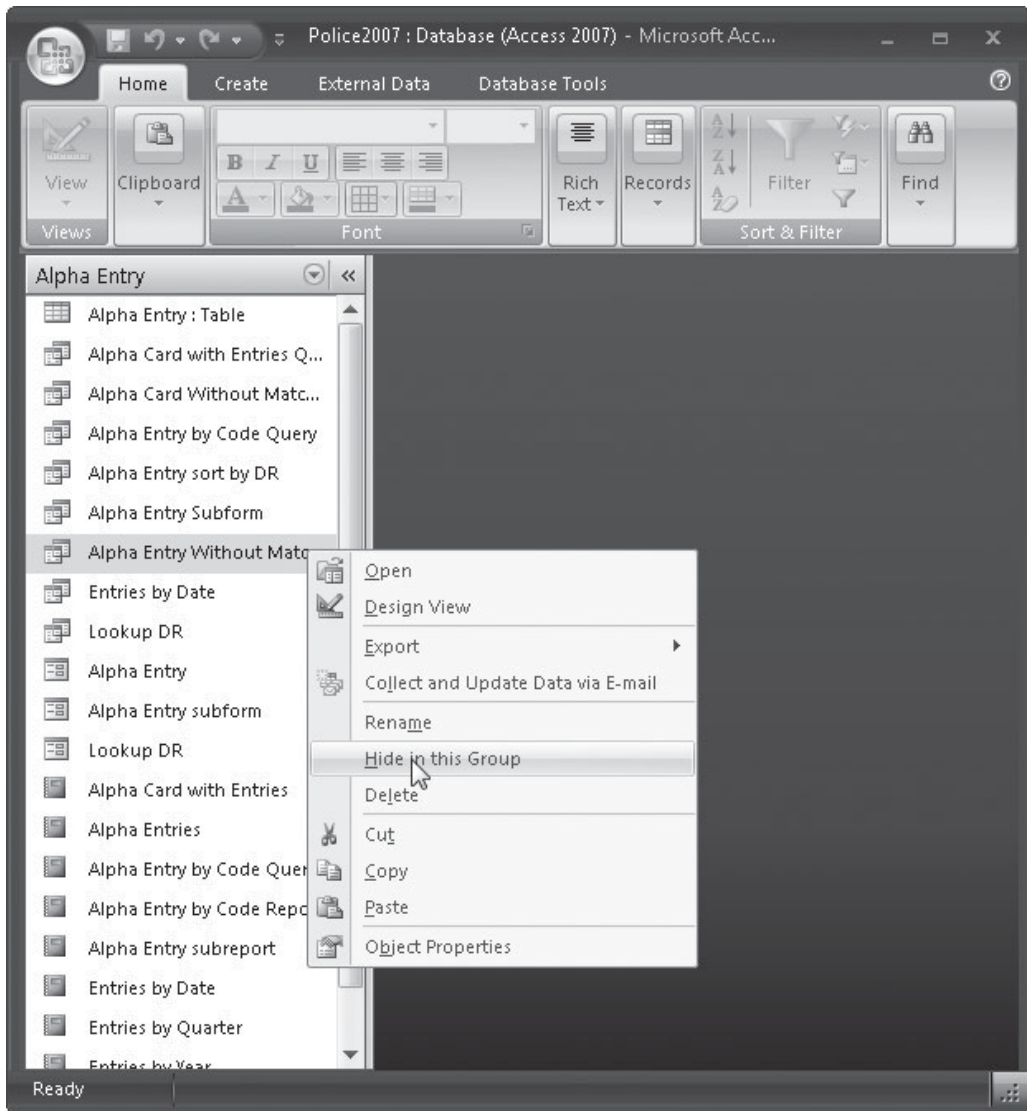 Police2007 : Database (Access 2007) - Microsoft Acc...
Home Create External Data Database Tools
View
Clipboard
B I U
A
Rich
Text
Records
Filter
Find
Views
Font
Sort & Filter
Alpha Entry
Alpha Entry : Table
Alpha Card with Entries Q...
Alpha Card Without Matc...
Alpha Entry by Code Query
Alpha Entry sort by DR
Alpha Entry Subform
Alpha Entry Without Matc
Entries by Date
Lookup DR
Alpha Entry
Alpha Entry subform
Lookup DR
Alpha Card with Entries
Alpha Entries
Alpha Entry by Code Quer
Alpha Entry by Code Repo
Alpha Entry subreport
Entries by Date
Entries by Quarter
Entries by Year
Open
Design View
Export
Collect and Update Data via E-mail
Rename
Hide in this Group
Delete
Cut
Copy
Paste
Object Properties
Ready